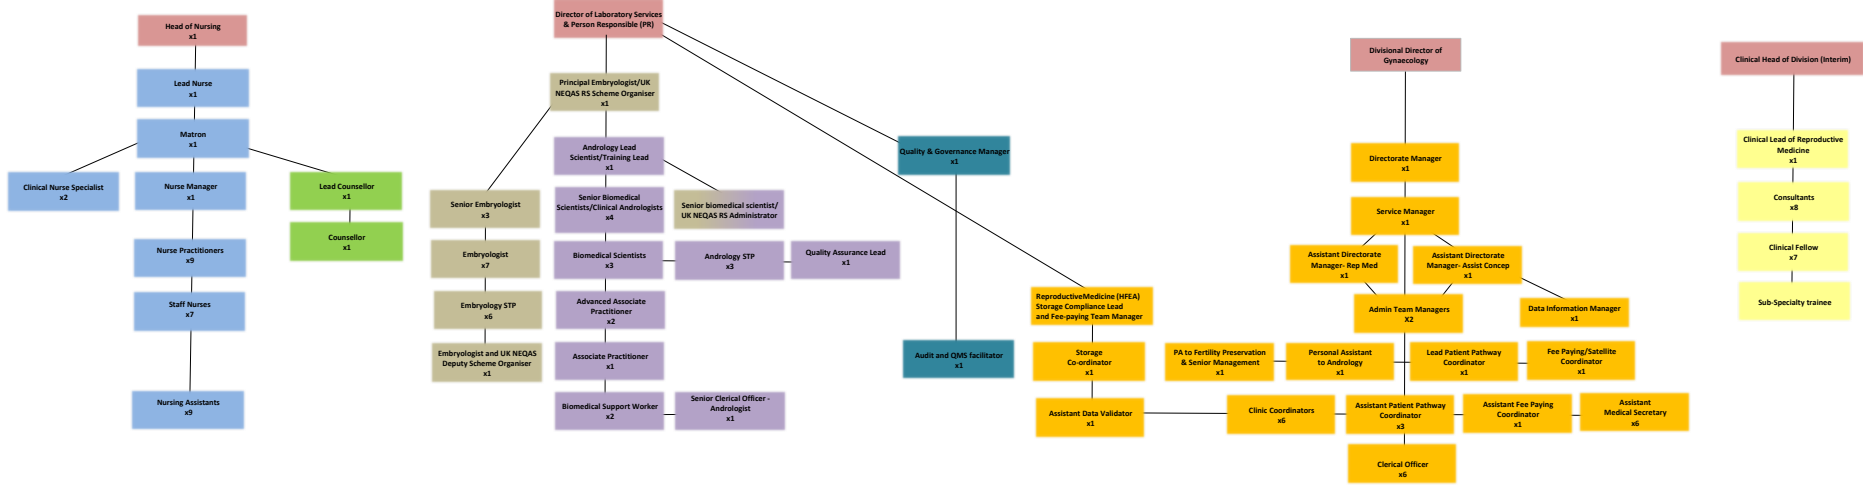 Head of Nursing
x1
Lead Nurse
x1
Matron
x1
Clinical Nurse Specialist
x2
Nurse Manager
x1
Lead Counsellor
x1
Counsellor
x1
Nurse Practitioners
x9
Staff Nurses
x7
Nursing Assistants
x9
Director of Laboratory Services
& Person Responsible (PR)
Principal Embryologist/UK
NEQAS RS Scheme Organiser
x1
Senior Embryologist
x3
Embryologist
x7
Embryology STP
x6
Embryologist and UK NEQAS
Deputy Scheme Organiser
x1
Andrology Lead
Scientist/Training Lead
x1
Senior Biomedical
Scientists/Clinical Andrologists
x4
Senior biomedical scientist/
UK NEQAS RS Administrator
Biomedical Scientists
x3
Andrology STP
x3
Quality Assurance Lead
x1
Advanced Associate
Practitioner
x2
Associate Practitioner
x1
Biomedical Support Worker
x2
Senior Clerical Officer -
Andrologist
x1
Quality & Governance Manager
x1
Audit and QMS facilitator
x1
ReproductiveMedicine (HFEA)
Storage Compliance Lead
and Fee-paying Team Manager
Storage
Co-ordinator
x1
Assistant Data Validator
x1
Divisional Director of
Gynaecology
Directorate Manager
x1
Service Manager
x1
Assistant Directorate
Manager- Rep Med
x1
Assistant Directorate
Manager- Assist Concep
x1
Admin Team Managers
X2
Data Information Manager
x1
PA to Fertility Preservation
& Senior Management
x1
Personal Assistant
to Andrology
x1
Lead Patient Pathway
Coordinator
x1
Fee Paying/Satellite
Coordinator
x1
Clinic Coordinators
x6
Assistant Patient Pathway
Coordinator
x3
Assistant Fee Paying
Coordinator
x1
Assistant
Medical Secretary
x6
Clerical Officer
x6
Clinical Head of Division (Interim)
Clinical Lead of Reproductive
Medicine
x1
Consultants
x8
Clinical Fellow
x7
Sub-Specialty trainee